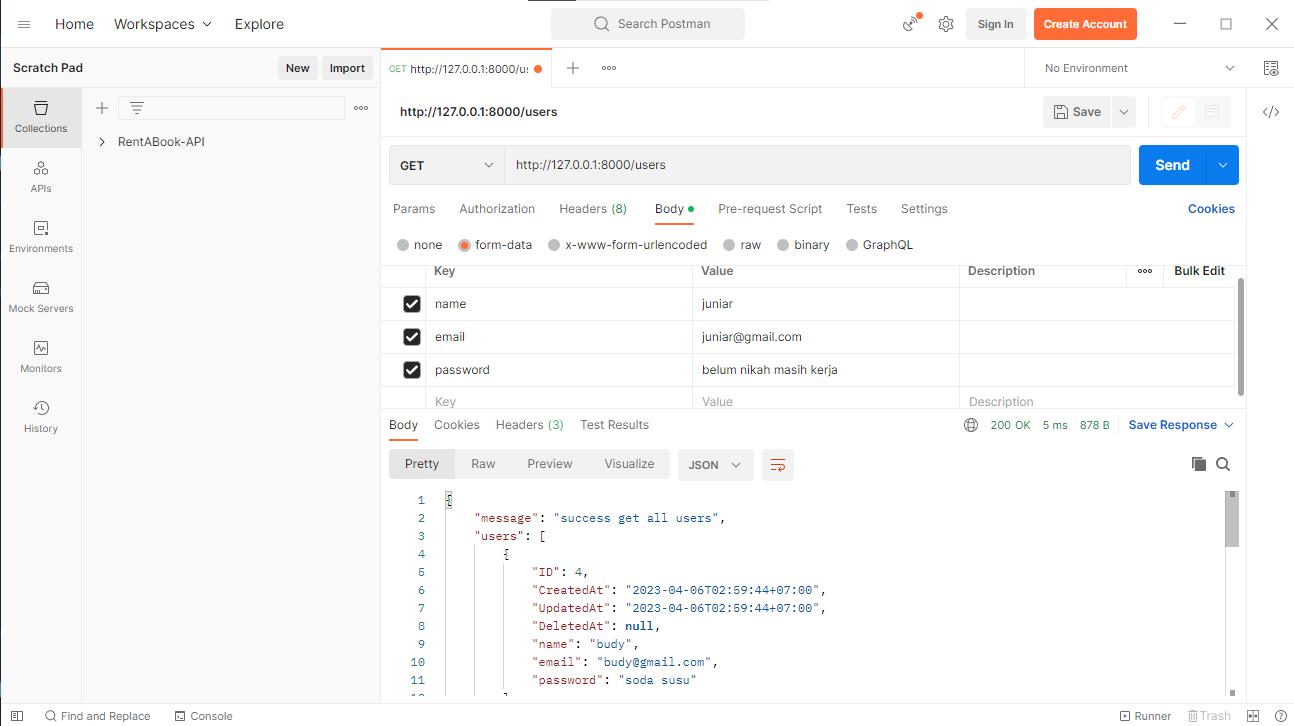 Home Workspaces Explore Search Postman Sign In Create Account
Scratch Pad New Import GET http://127.0.0.1:8000/u No Environment
http://127.0.0.1:8000/users Save
Collections
RentABook-API
GET http://127.0.0.1:8000/users Send
APIs
Params Authorization Headers (8) Body Pre-request Script Tests Settings Cookies
Environments
none form-data x-www-form-urlencoded raw binary GraphQL
Key Value Description Bulk Edit
Mock Servers
name juniar
email juniar@gmail.com
Monitors
password belum nikah masih kerja
Key Value Description
History
Body Cookies Headers (3) Test Results 200 OK 5 ms 878 B Save Response
Pretty Raw Preview Visualize JSON
1 {
2 "message": "success get all users",
3 "users": [
4 {
5 "ID": 4,
6 "CreatedAt": "2023-04-06T02:59:44+07:00",
7 "UpdatedAt": "2023-04-06T02:59:44+07:00",
8 "DeletedAt": null,
9 "name": "budy",
10 "email": "budy@gmail.com",
11 "password": "soda susu"
Find and Replace Console Runner Trash